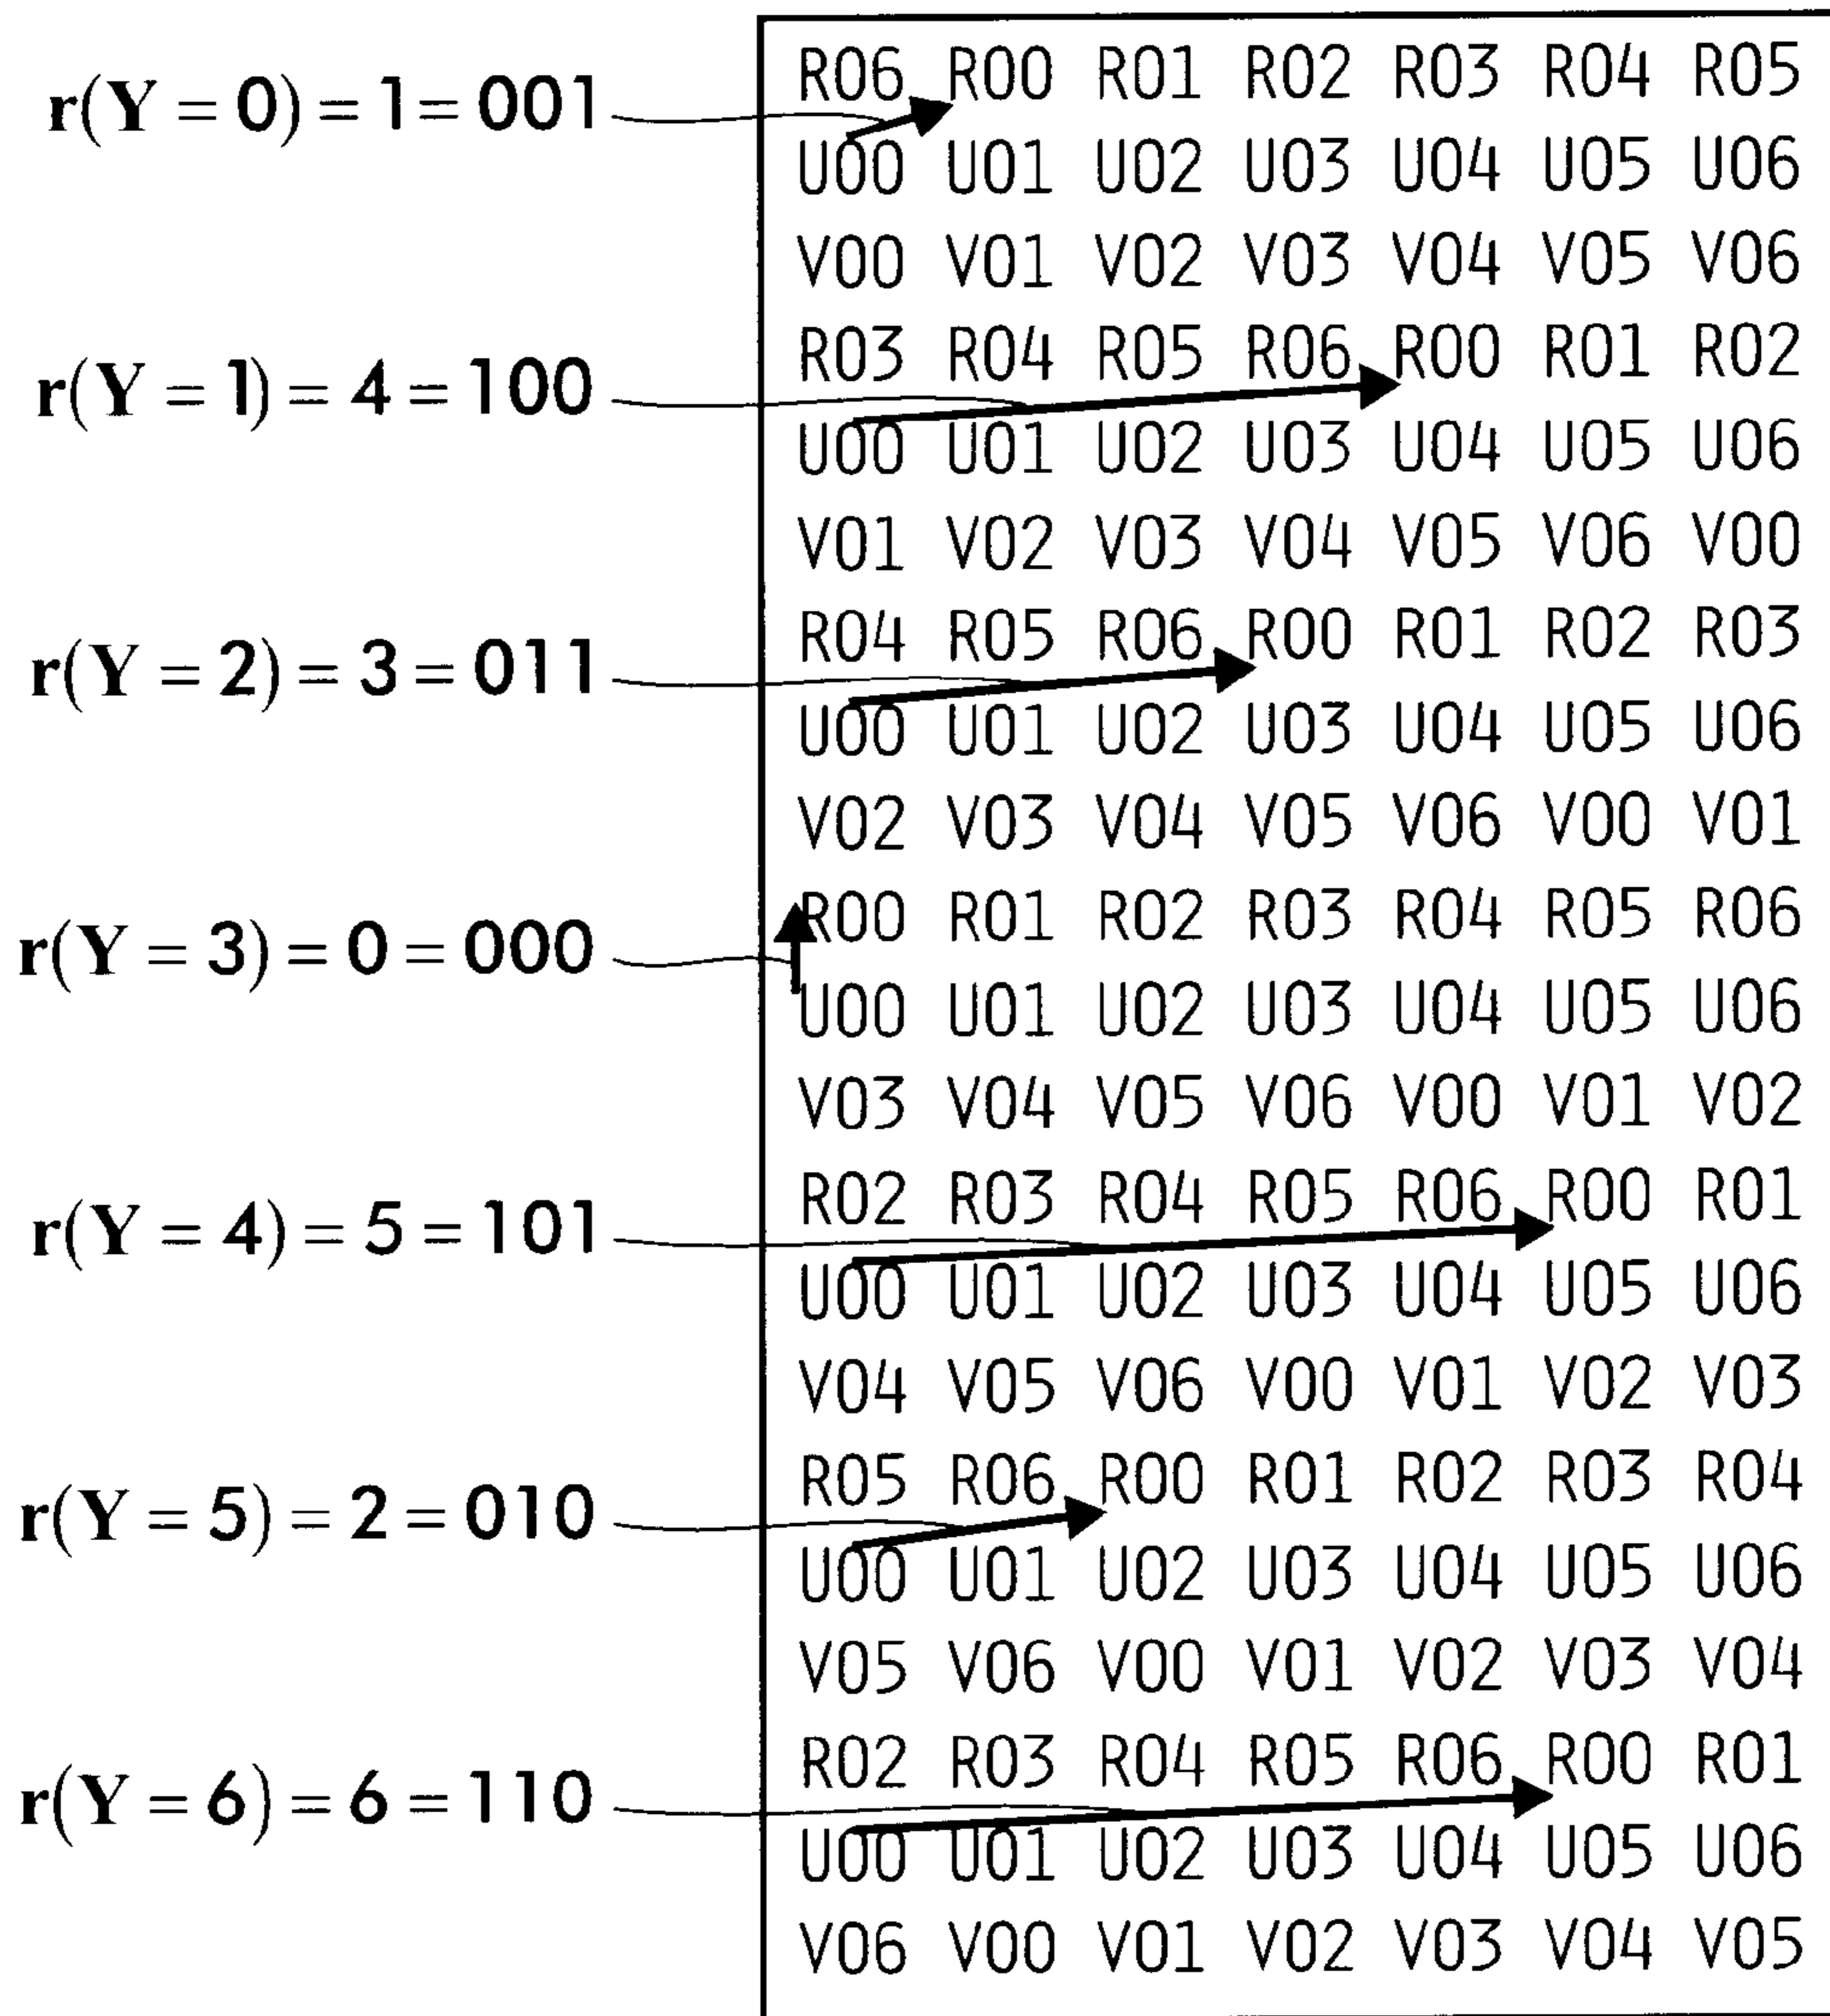 R06 R00 R01 R02 R03 R04 R05
r(Y = 0) = 1 = 001
U00 U01 U02 U03 U04 U05 U06
V00 V01 V02 V03 V04 V05 V06
R03 R04 R05 R06 R00 R01 R02
r(Y = 1) = 4 = 100
U00 U01 U02 U03 U04 U05 U06
V01 V02 V03 V04 V05 V06 V00
R04 R05 R06 R00 R01 R02 R03
r(Y = 2) = 3 = 011
U00 U01 U02 U03 U04 U05 U06
V02 V03 V04 V05 V06 V00 V01
R00 R01 R02 R03 R04 R05 R06
r(Y = 3) = 0 = 000
U00 U01 U02 U03 U04 U05 U06
V03 V04 V05 V06 V00 V01 V02
R02 R03 R04 R05 R06 R00 R01
r(Y = 4) = 5 = 101
U00 U01 U02 U03 U04 U05 U06
V04 V05 V06 V00 V01 V02 V03
R05 R06 R00 R01 R02 R03 R04
r(Y = 5) = 2 = 010
U00 U01 U02 U03 U04 U05 U06
V05 V06 V00 V01 V02 V03 V04
R02 R03 R04 R05 R06 R00 R01
r(Y = 6) = 6 = 110
U00 U01 U02 U03 U04 U05 U06
V06 V00 V01 V02 V03 V04 V05